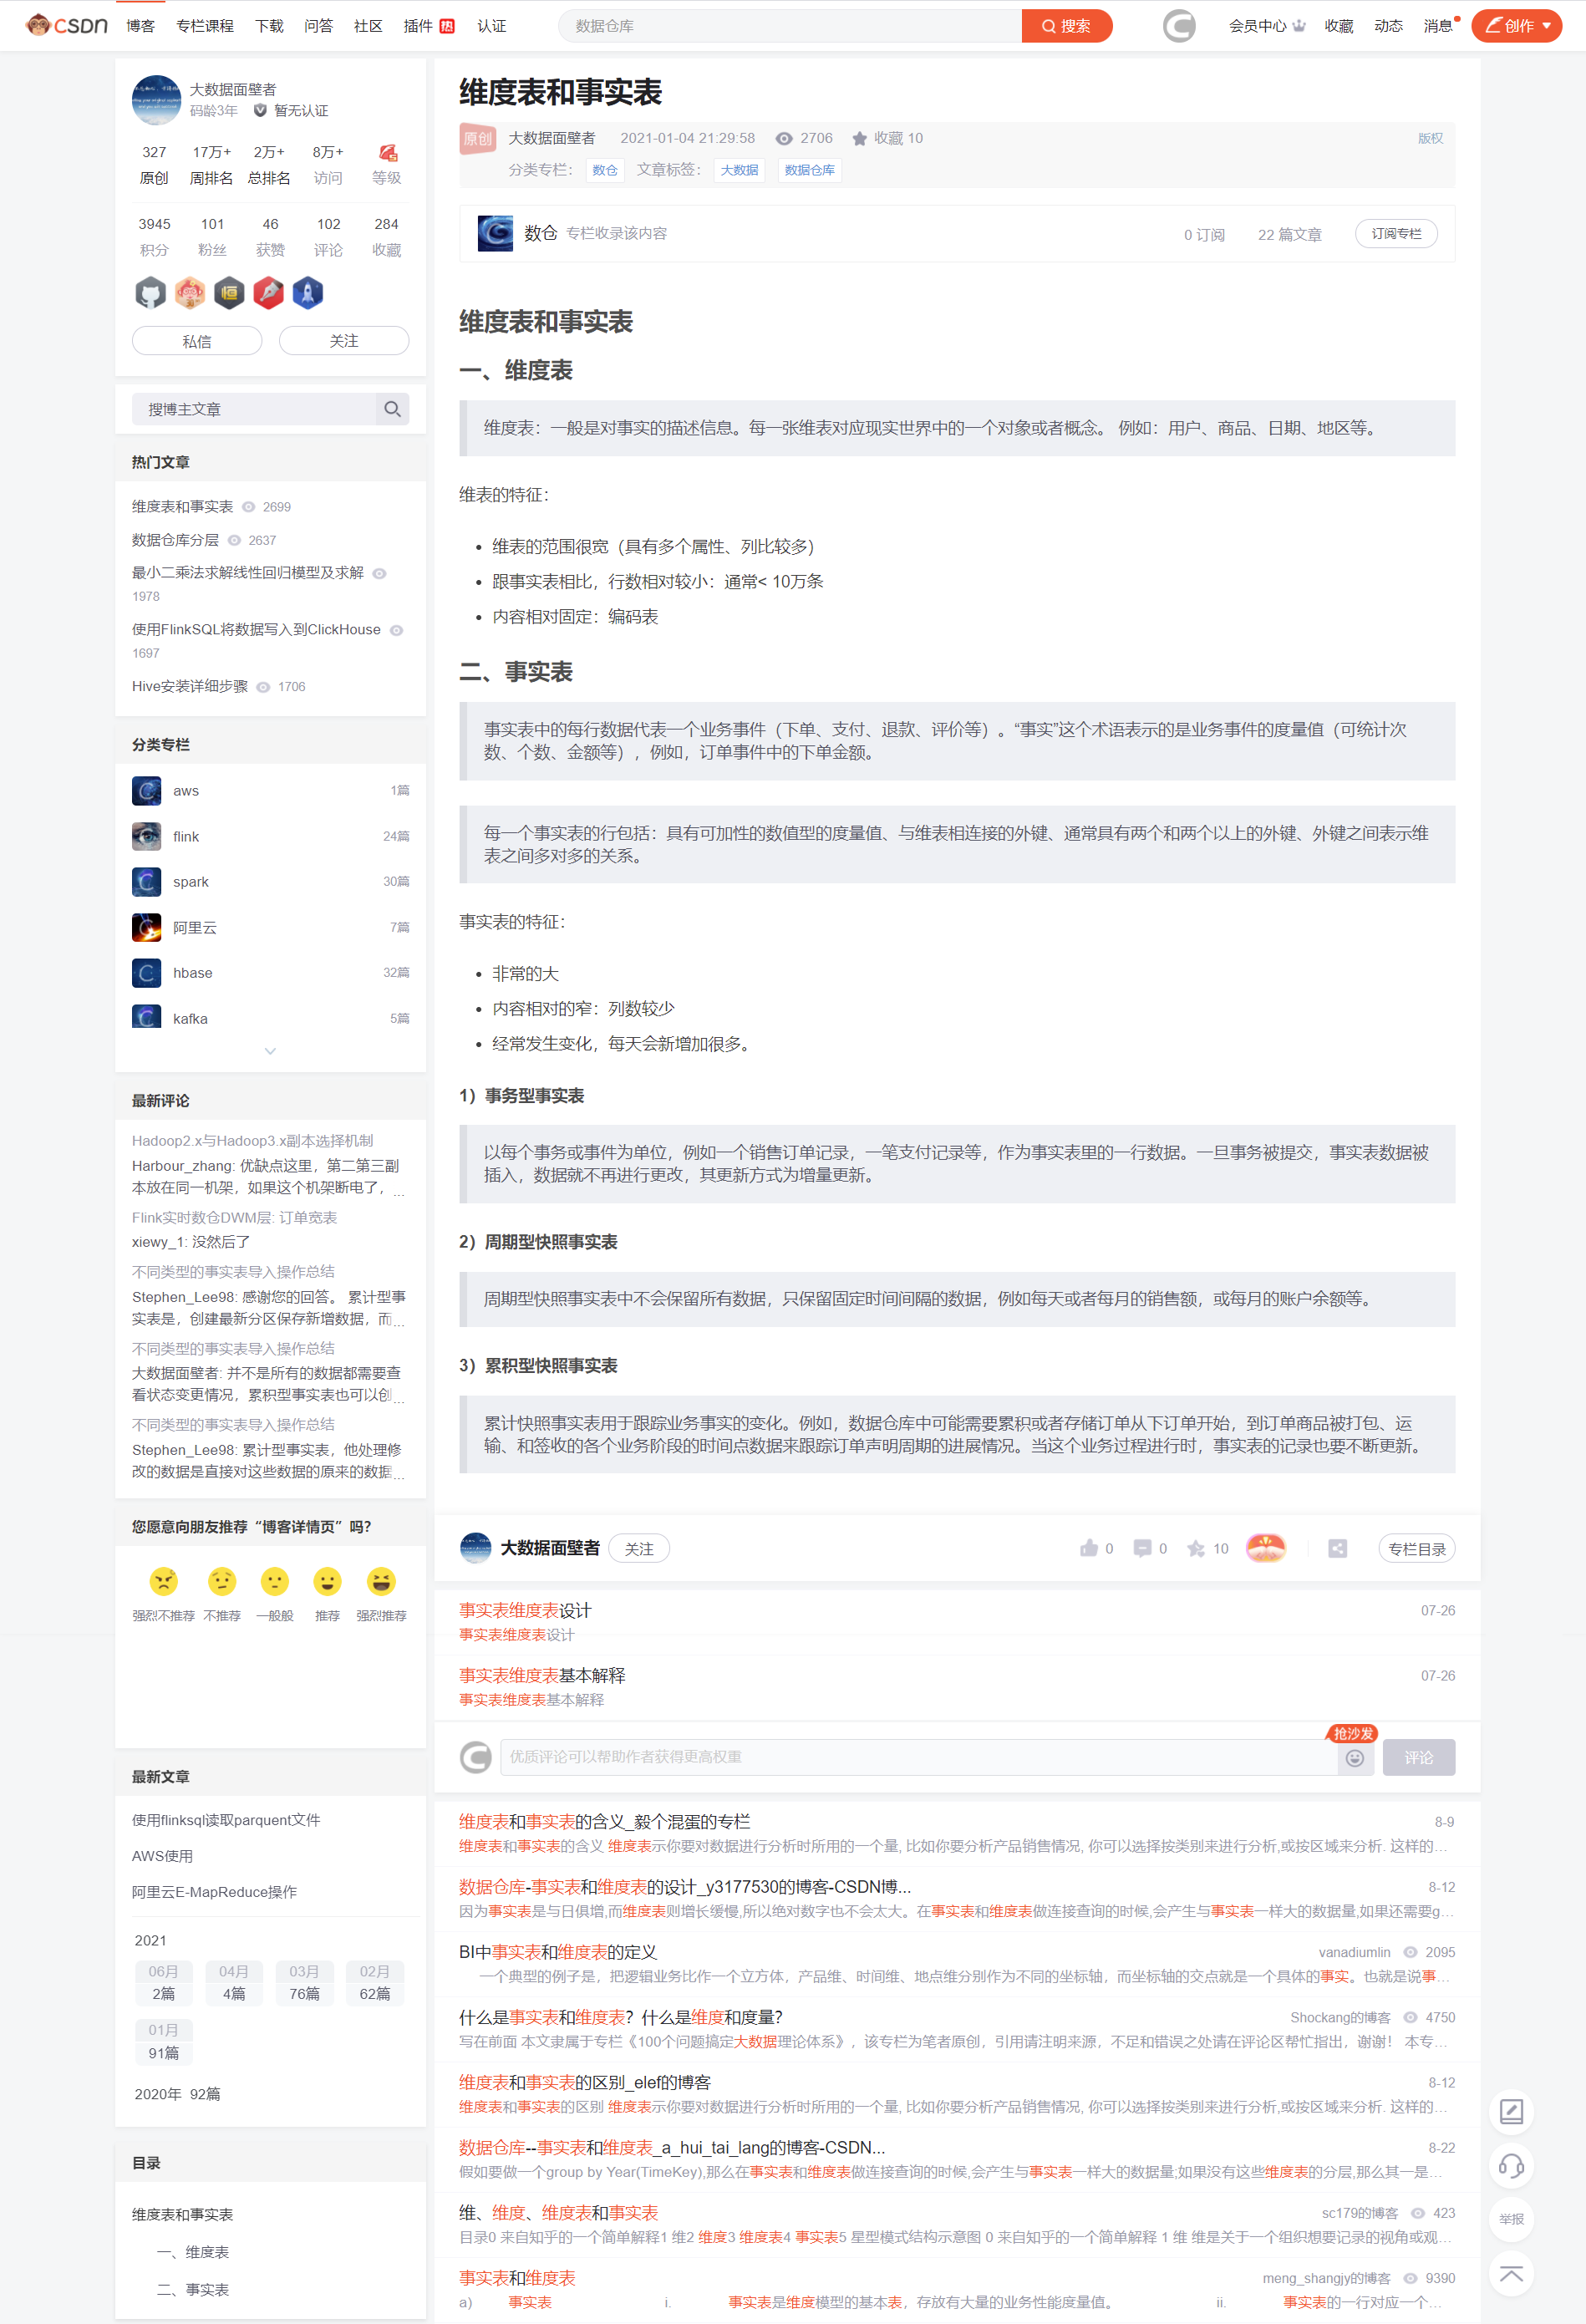 CSDN 博客 专栏课程 下载 问答 社区 插件 热 认证 数据仓库 搜索 会员中心 收藏 动态 消息 创作
大数据面壁者
码龄3年 暂无认证
327 17万+ 2万+ 8万+
原创 周排名 总排名 访问 等级
3945 101 46 102 284
积分 粉丝 获赞 评论 收藏
私信 关注
搜博主文章
热门文章
维度表和事实表 2699
数据仓库分层 2637
最小二乘法求解线性回归模型及求解
1978
使用FlinkSQL将数据写入到ClickHouse
1697
Hive安装详细步骤 1706
分类专栏
aws 1篇
flink 24篇
spark 30篇
阿里云 7篇
hbase 32篇
kafka 5篇
最新评论
Hadoop2.x与Hadoop3.x副本选择机制
Harbour_zhang: 优缺点这里，第二第三副
本放在同一机架，如果这个机架断电了，...
Flink实时数仓DWM层: 订单宽表
xiewy_1: 没然后了
不同类型的事实表导入操作总结
Stephen_Lee98: 感谢您的回答。 累计型事
实表是，创建最新分区保存新增数据，而...
不同类型的事实表导入操作总结
大数据面壁者: 并不是所有的数据都需要查
看状态变更情况，累积型事实表也可以创...
不同类型的事实表导入操作总结
Stephen_Lee98: 累计型事实表，他处理修
改的数据是直接对这些数据的原来的数据...
您愿意向朋友推荐“博客详情页”吗？
强烈不推荐 不推荐 一般般 推荐 强烈推荐
最新文章
使用flinksql读取parquent文件
AWS使用
阿里云E-MapReduce操作
2021
06月 04月 03月 02月
2篇 4篇 76篇 62篇
01月
91篇
2020年 92篇
目录
维度表和事实表
一、维度表
二、事实表
维度表和事实表
原创 大数据面壁者 2021-01-04 21:29:58 2706 收藏 10 版权
分类专栏： 数仓 文章标签： 大数据 数据仓库
数仓 专栏收录该内容 0 订阅 22 篇文章 订阅专栏
维度表和事实表
一、维度表
维度表：一般是对事实的描述信息。每一张维表对应现实世界中的一个对象或者概念。 例如：用户、商品、日期、地区等。
维表的特征：
• 维表的范围很宽（具有多个属性、列比较多）
• 跟事实表相比，行数相对较小：通常< 10万条
• 内容相对固定：编码表
二、事实表
事实表中的每行数据代表一个业务事件（下单、支付、退款、评价等）。“事实”这个术语表示的是业务事件的度量值（可统计次
数、个数、金额等），例如，订单事件中的下单金额。
每一个事实表的行包括：具有可加性的数值型的度量值、与维表相连接的外键、通常具有两个和两个以上的外键、外键之间表示维
表之间多对多的关系。
事实表的特征：
• 非常的大
• 内容相对的窄：列数较少
• 经常发生变化，每天会新增加很多。
1）事务型事实表
以每个事务或事件为单位，例如一个销售订单记录，一笔支付记录等，作为事实表里的一行数据。一旦事务被提交，事实表数据被
插入，数据就不再进行更改，其更新方式为增量更新。
2）周期型快照事实表
周期型快照事实表中不会保留所有数据，只保留固定时间间隔的数据，例如每天或者每月的销售额，或每月的账户余额等。
3）累积型快照事实表
累计快照事实表用于跟踪业务事实的变化。例如，数据仓库中可能需要累积或者存储订单从下订单开始，到订单商品被打包、运
输、和签收的各个业务阶段的时间点数据来跟踪订单声明周期的进展情况。当这个业务过程进行时，事实表的记录也要不断更新。
大数据面壁者 关注 0 0 10 专栏目录
事实表维度表设计 07-26
事实表维度表设计
事实表维度表基本解释 07-26
事实表维度表基本解释
抢沙发
优质评论可以帮助作者获得更高权重 评论
维度表和事实表的含义_毅个混蛋的专栏 8-9
维度表和事实表的含义 维度表示你要对数据进行分析时所用的一个量, 比如你要分析产品销售情况, 你可以选择按类别来进行分析,或按区域来分析. 这样的...
数据仓库-事实表和维度表的设计_y3177530的博客-CSDN博... 8-12
因为事实表是与日俱增,而维度表则增长缓慢,所以绝对数字也不会太大。在事实表和维度表做连接查询的时候,会产生与事实表一样大的数据量,如果还需要g...
BI中事实表和维度表的定义 vanadiumlin 2095
一个典型的例子是，把逻辑业务比作一个立方体，产品维、时间维、地点维分别作为不同的坐标轴，而坐标轴的交点就是一个具体的事实。也就是说事...
什么是事实表和维度表？什么是维度和度量？ Shockang的博客 4750
写在前面 本文隶属于专栏《100个问题搞定大数据理论体系》，该专栏为笔者原创，引用请注明来源，不足和错误之处请在评论区帮忙指出，谢谢！ 本专...
维度表和事实表的区别_elef的博客 8-12
维度表和事实表的区别 维度表示你要对数据进行分析时所用的一个量, 比如你要分析产品销售情况, 你可以选择按类别来进行分析,或按区域来分析. 这样的...
数据仓库--事实表和维度表_a_hui_tai_lang的博客-CSDN... 8-22
假如要做一个group by Year(TimeKey),那么在事实表和维度表做连接查询的时候,会产生与事实表一样大的数据量;如果没有这些维度表的分层,那么其一是...
维、维度、维度表和事实表 sc179的博客 423
目录0 来自知乎的一个简单解释1 维2 维度3 维度表4 事实表5 星型模式结构示意图 0 来自知乎的一个简单解释 1 维 维是关于一个组织想要记录的视角或观...
事实表和维度表 meng_shangjy的博客 9390
a) 事实表 i. 事实表是维度模型的基本表，存放有大量的业务性能度量值。 ii. 事实表的一行对应一个...
举报